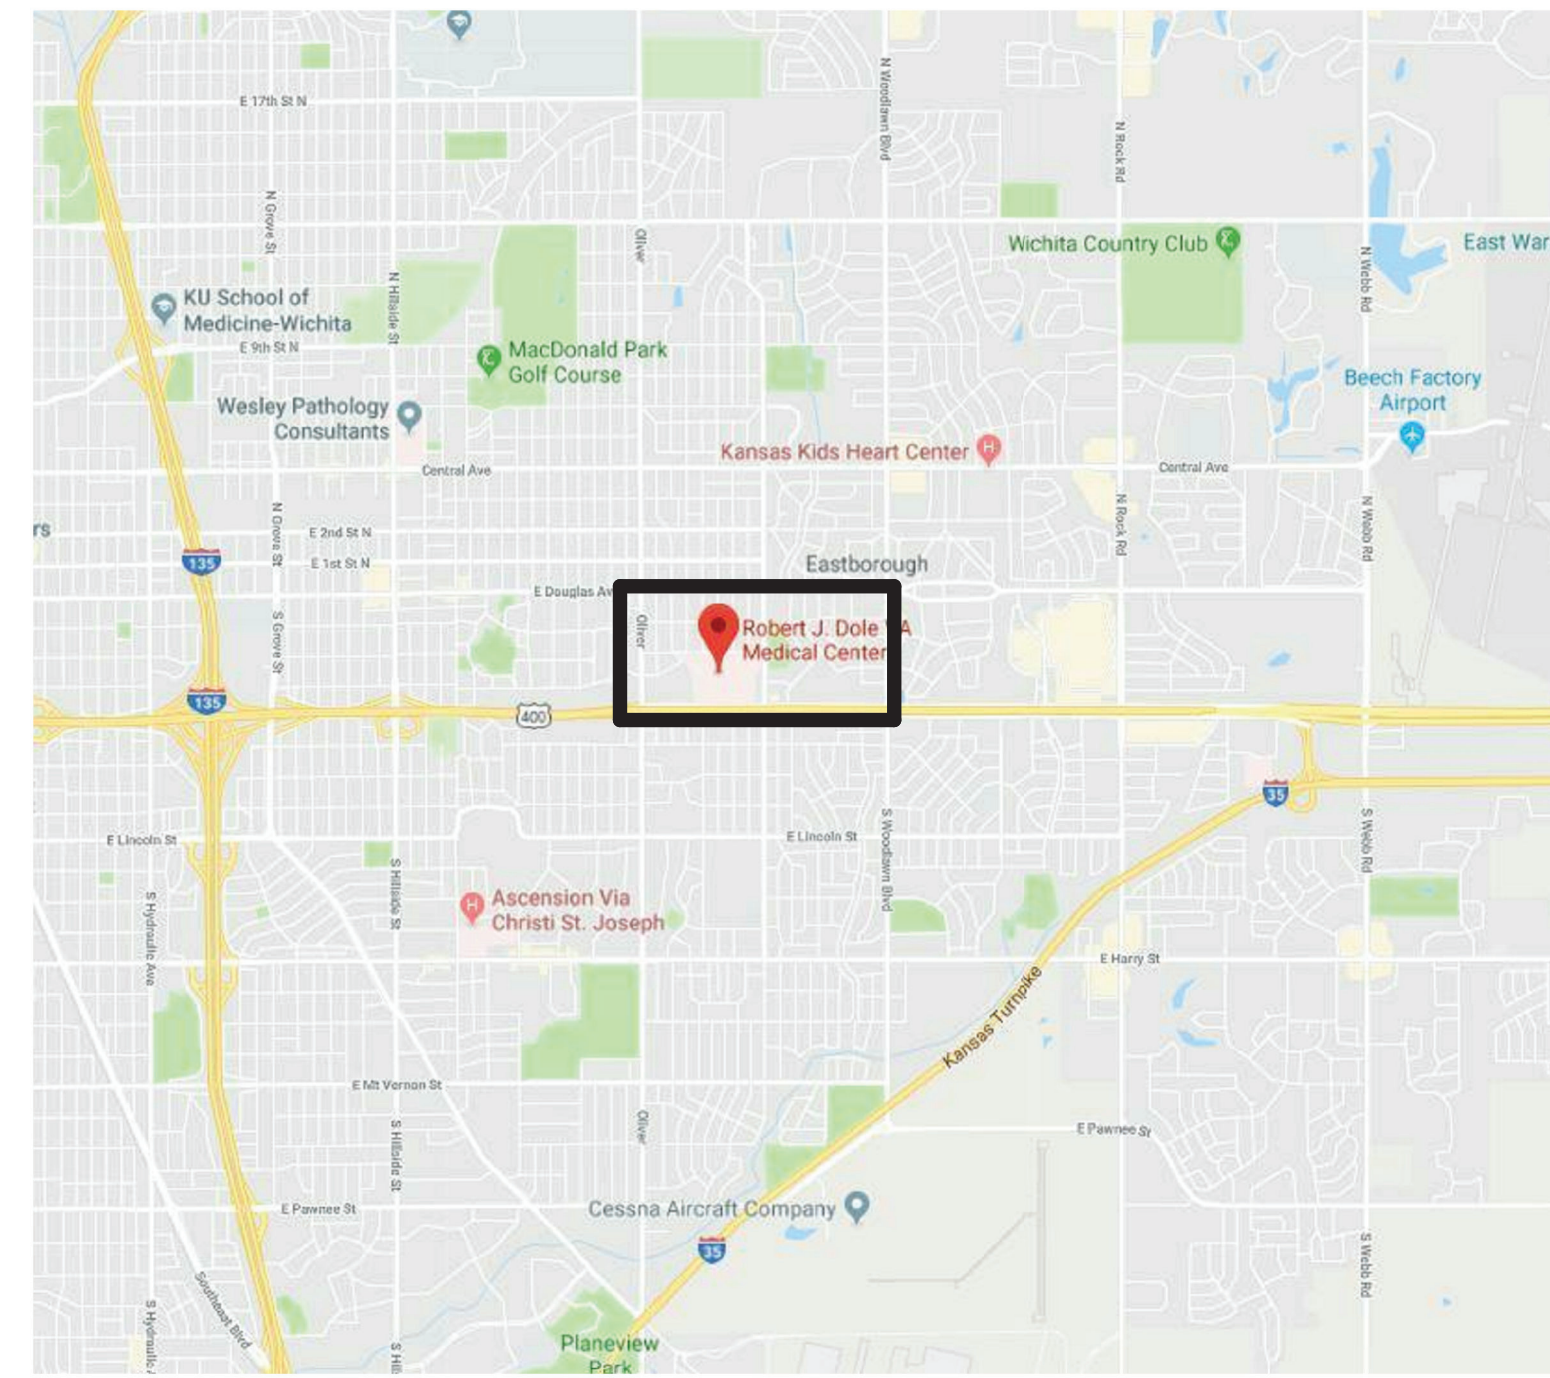 E 17th St N
N Woodlawn Blvd
N Rock Rd
N Grove St
Oliver
Wichita Country Club
East War
N Webb Rd
N Hillside St
KU School of
Medicine-Wichita
E 9th St N
MacDonald Park
Golf Course
Beech Factory
Airport
Wesley Pathology
Consultants
Kansas Kids Heart Center
H
Central Ave
Central Ave
N Grove St
N Rock Rd
N Webb Rd
rs
E 2nd St N
E 1st St N
135
Eastborough
E Douglas Av
S Grove St
Oliver
Robert J. Dole VA
Medical Center
135
400
35
E Lincoln St
E Lincoln St
S Woodlawn Blvd
S Webb Rd
S Hillside St
S Hydraulic Ave
H
Ascension Via
Christi St. Joseph
E Harry St
Kansas Turnpike
E Mt Vernon St
Oliver
S Hillside St
E Pawnee St
E Pawnee St
Cessna Aircraft Company
35
S Webb Rd
Southeast Blvd
S Hydraulic
S Hil
Planeview
Park